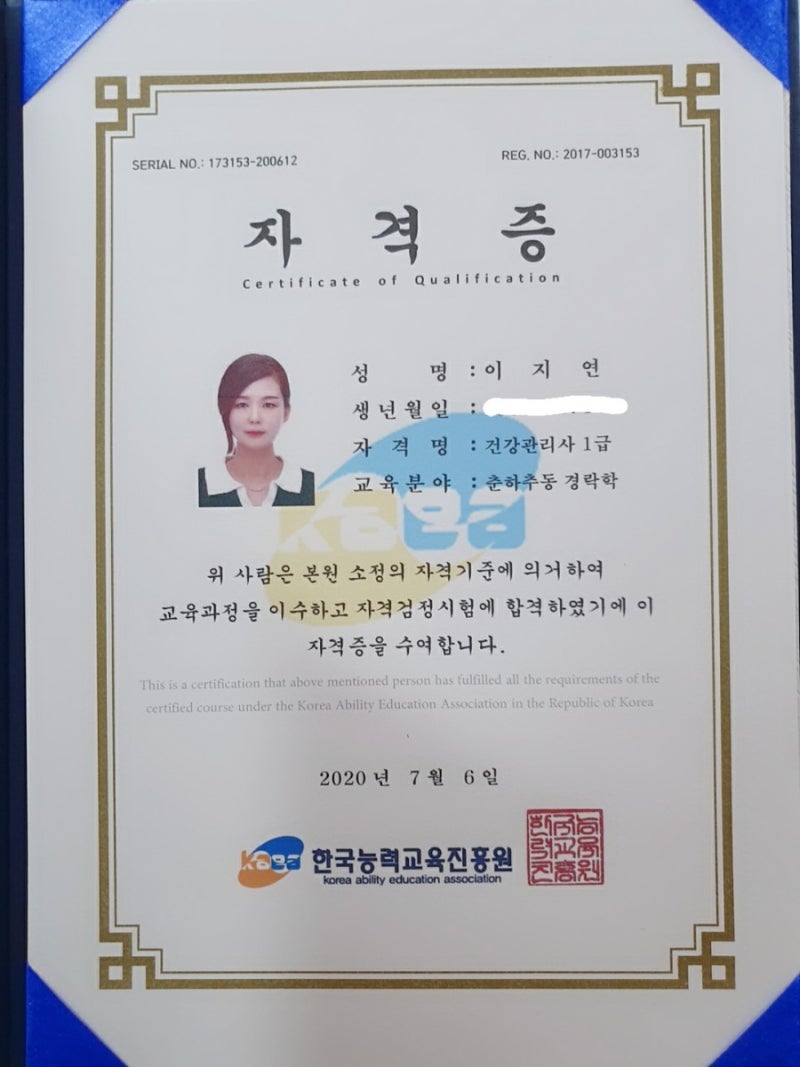 SERIAL NO.: 173153-200612
REG. NO.: 2017-003153
자 격 증
Certificate of Qualification
성 명 : 이 지 연
생년월일 :
자 격 명 : 건강관리사 1급
교육분야 : 춘하추동 경락학
kaea
위 사람은 본원 소정의 자격기준에 의거하여
교육과정을 이수하고 자격검정시험에 합격하였기에 이
자격증을 수여합니다.
This is a certification that above mentioned person has fulfilled all the requirements of the
certified course under the Korea Ability Education Association in the Republic of Korea
2020년 7월 6일
kaea 한국능력교육진흥원
korea ability education association